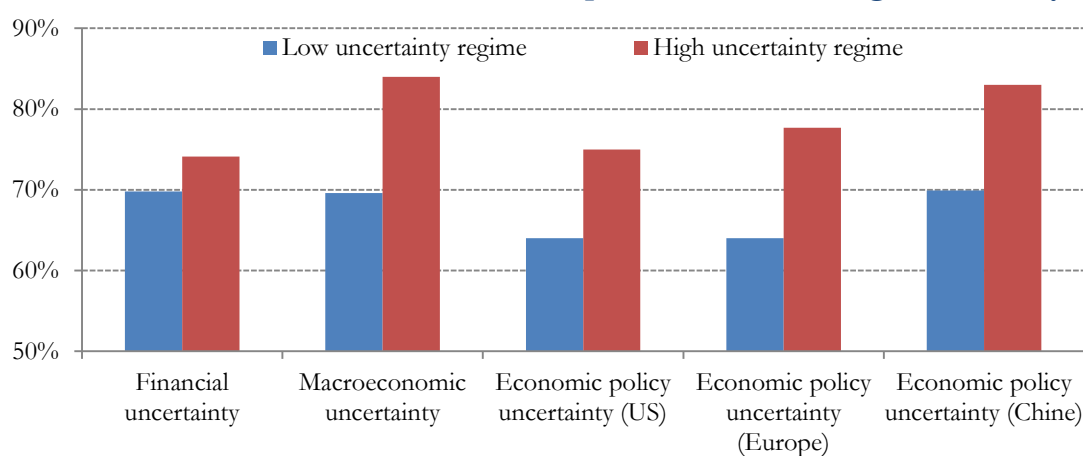 90%
Low uncertainty regime
High uncertainty regime
80%
70%
60%
50%
Financial
uncertainty
Macroeconomic
uncertainty
Economic policy
uncertainty (US)
Economic policy
uncertainty
(Europe)
Economic policy
uncertainty (Chine)